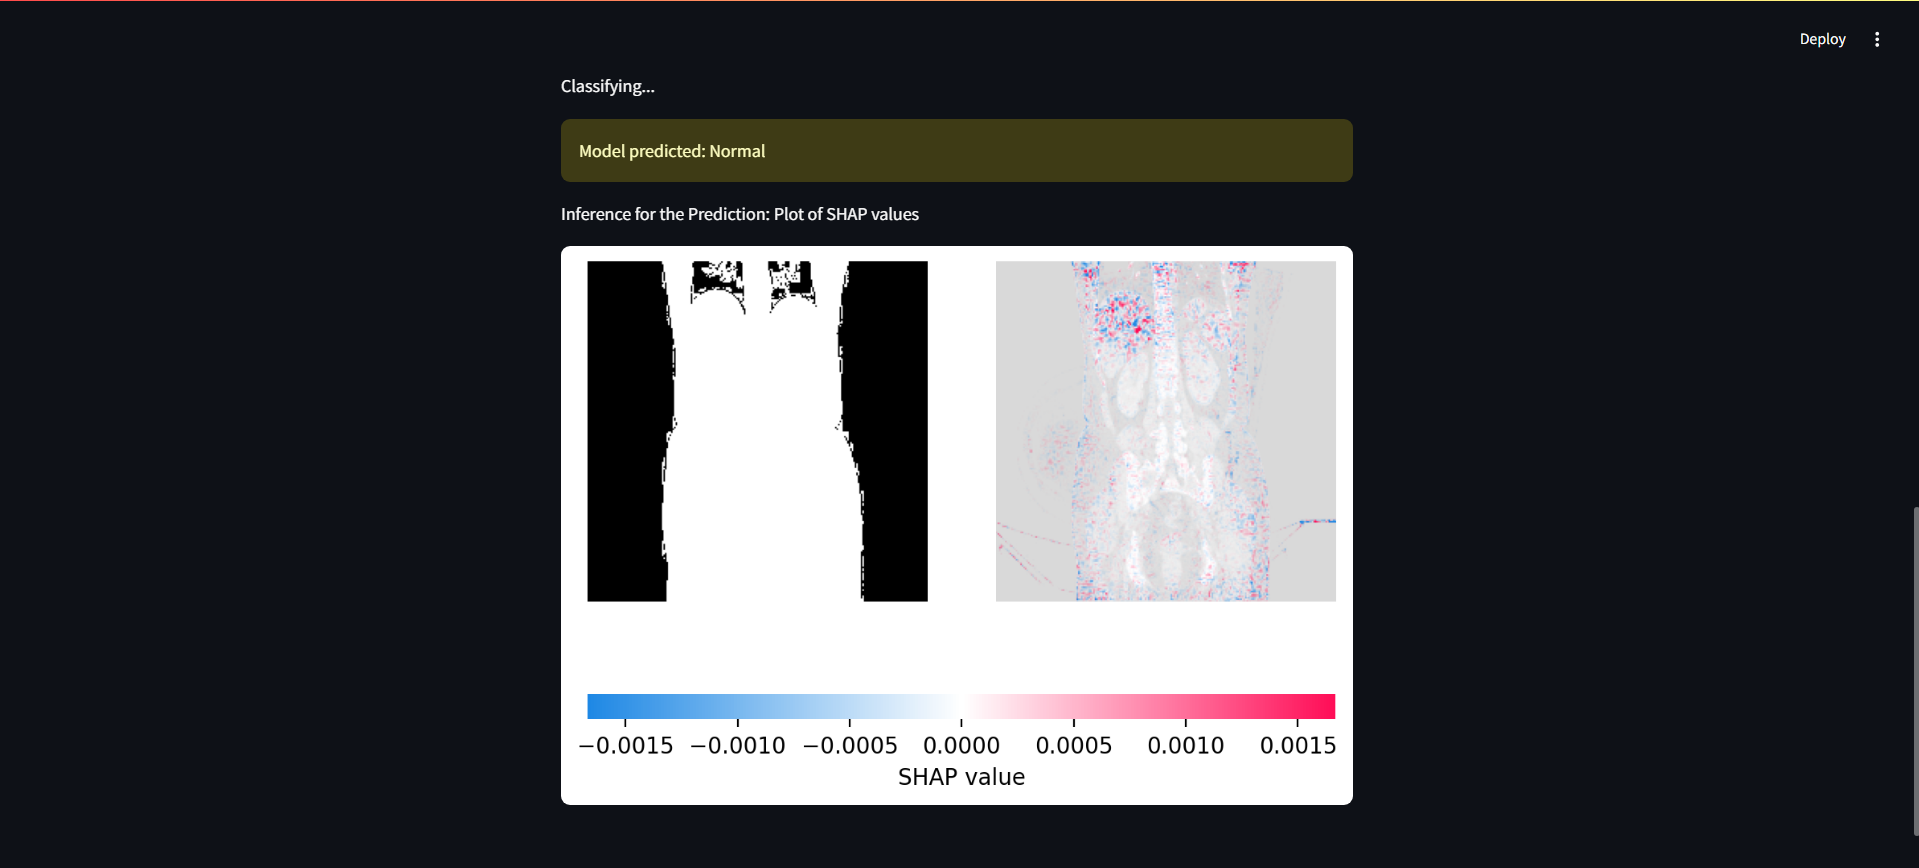 Deploy
Classifying...
Model predicted: Normal
Inference for the Prediction: Plot of SHAP values
−0.0015 −0.0010 −0.0005 0.0000 0.0005 0.0010 0.0015
SHAP value